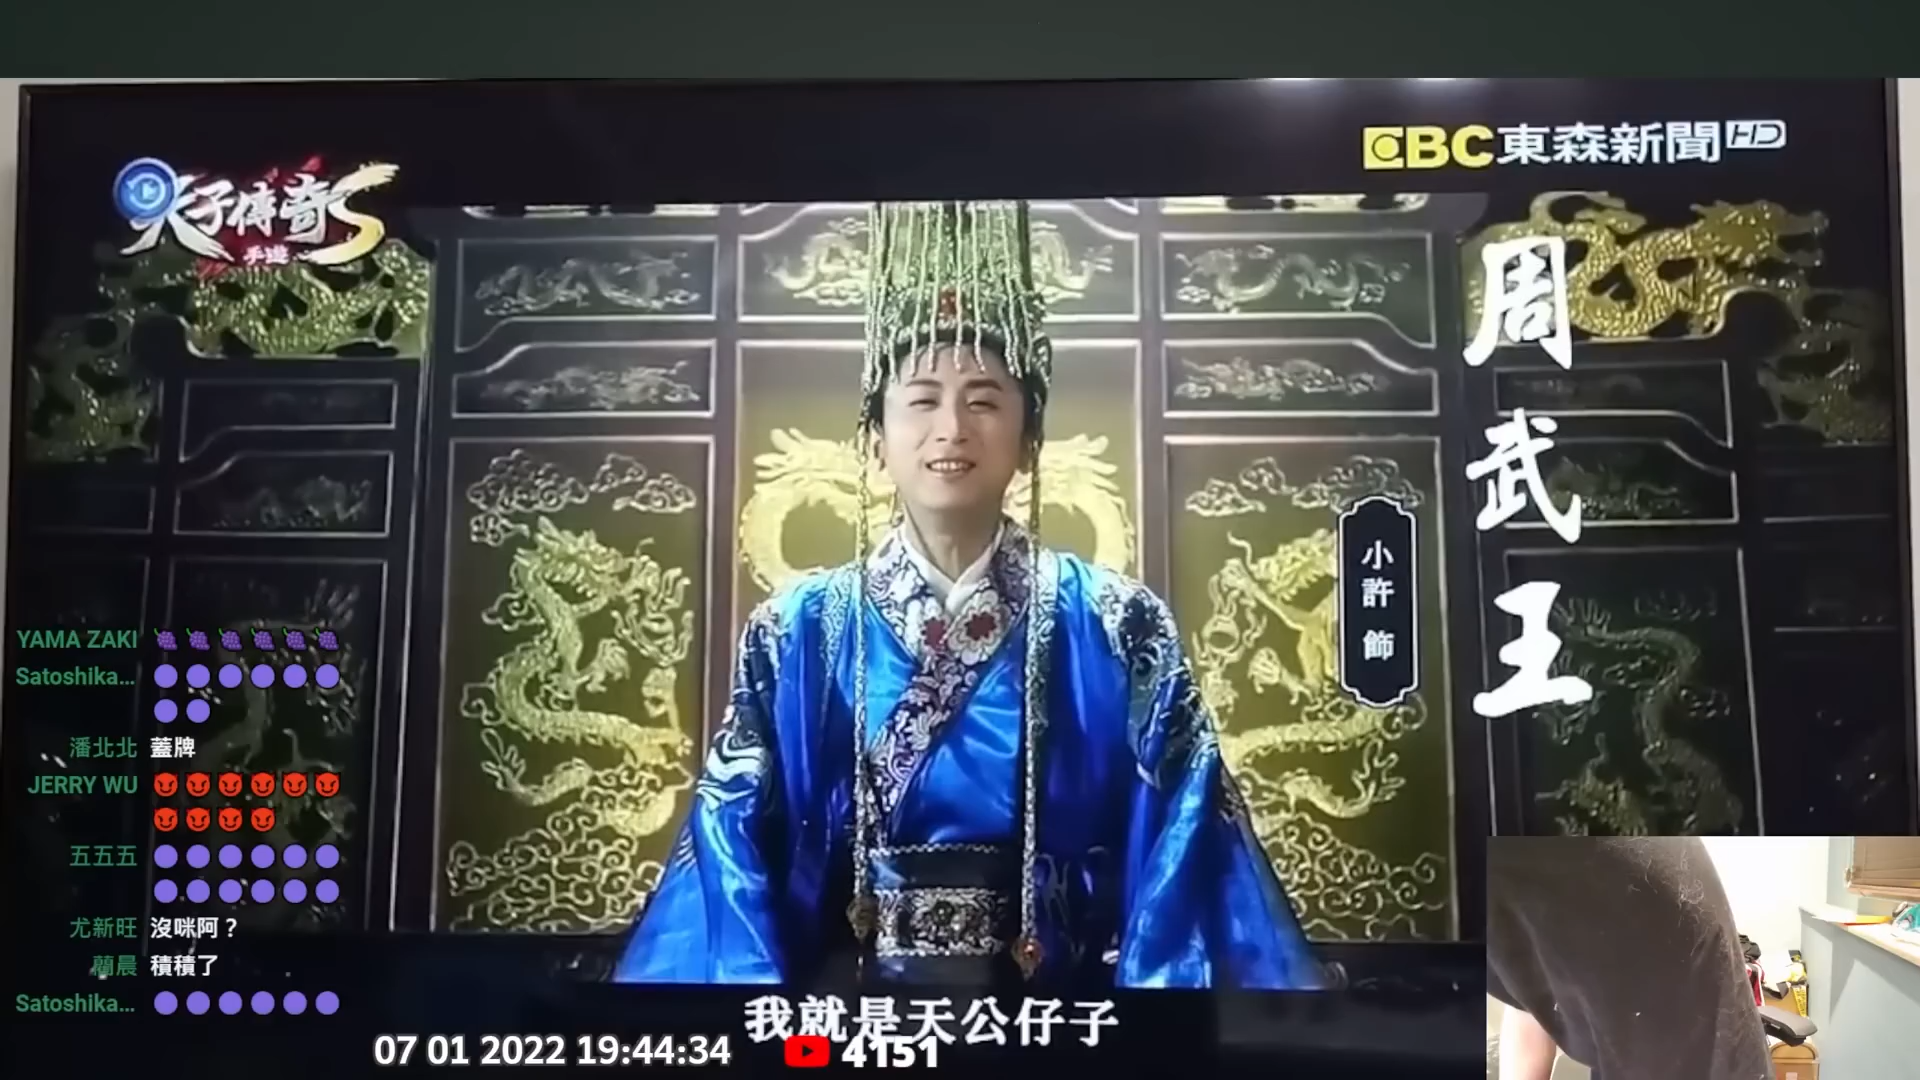 EBC東森新聞HD
天子傳奇S
手遊
周武王
小許 飾
YAMA ZAKI
Satoshika...
潘北北 蓋牌
JERRY WU
五五五
尤新旺 沒咪阿？
蘭晨 積積了
Satoshika...
我就是天公仔子
07 01 2022 19:44:34 4151